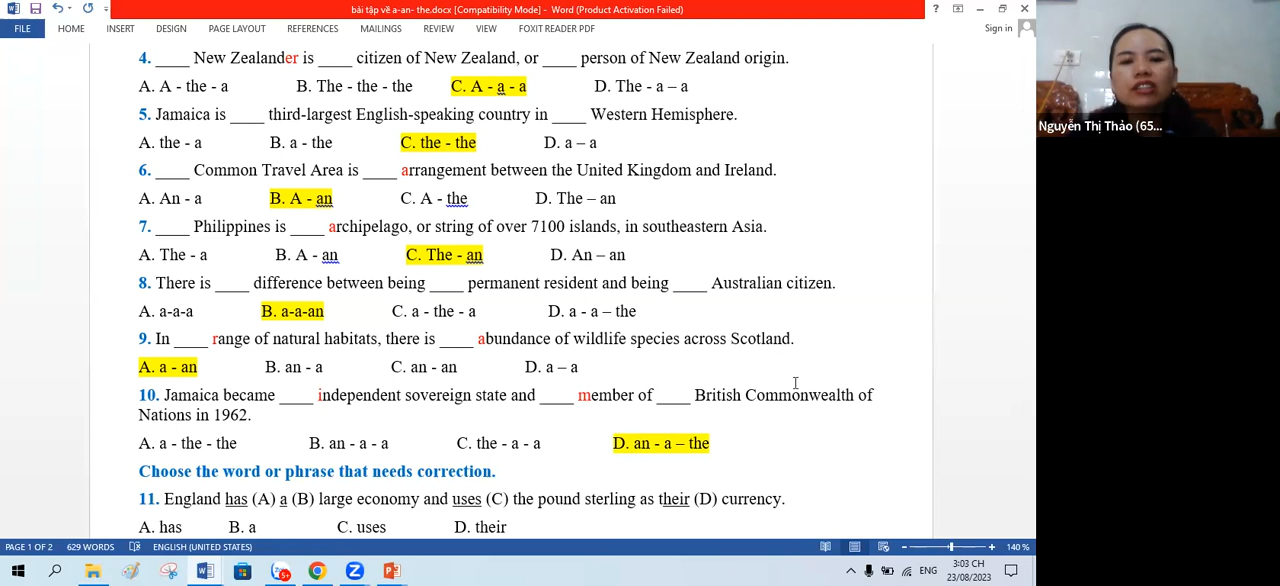 bài tập về a-an- the.docx [Compatibility Mode] - Word (Product Activation Failed)
FILE HOME INSERT DESIGN PAGE LAYOUT REFERENCES MAILINGS REVIEW VIEW FOXIT READER PDF Sign in
4. ____ New Zealander is ____ citizen of New Zealand, or ____ person of New Zealand origin.
A. A - the - a B. The - the - the C. A - a - a D. The - a – a
5. Jamaica is ____ third-largest English-speaking country in ____ Western Hemisphere.
A. the - a B. a - the C. the - the D. a – a
6. ____ Common Travel Area is ____ arrangement between the United Kingdom and Ireland.
A. An - a B. A - an C. A - the D. The – an
7. ____ Philippines is ____ archipelago, or string of over 7100 islands, in southeastern Asia.
A. The - a B. A - an C. The - an D. An – an
8. There is ____ difference between being ____ permanent resident and being ____ Australian citizen.
A. a-a-a B. a-a-an C. a - the - a D. a - a – the
9. In ____ range of natural habitats, there is ____ abundance of wildlife species across Scotland.
A. a - an B. an - a C. an - an D. a – a
10. Jamaica became ____ independent sovereign state and ____ member of ____ British Commonwealth of
Nations in 1962.
A. a - the - the B. an - a - a C. the - a - a D. an - a – the
Choose the word or phrase that needs correction.
11. England has (A) a (B) large economy and uses (C) the pound sterling as their (D) currency.
A. has B. a C. uses D. their
PAGE 1 OF 2 629 WORDS ENGLISH (UNITED STATES) 140 %
ENG 3:03 CH
23/08/2023
Nguyễn Thị Thảo (65...